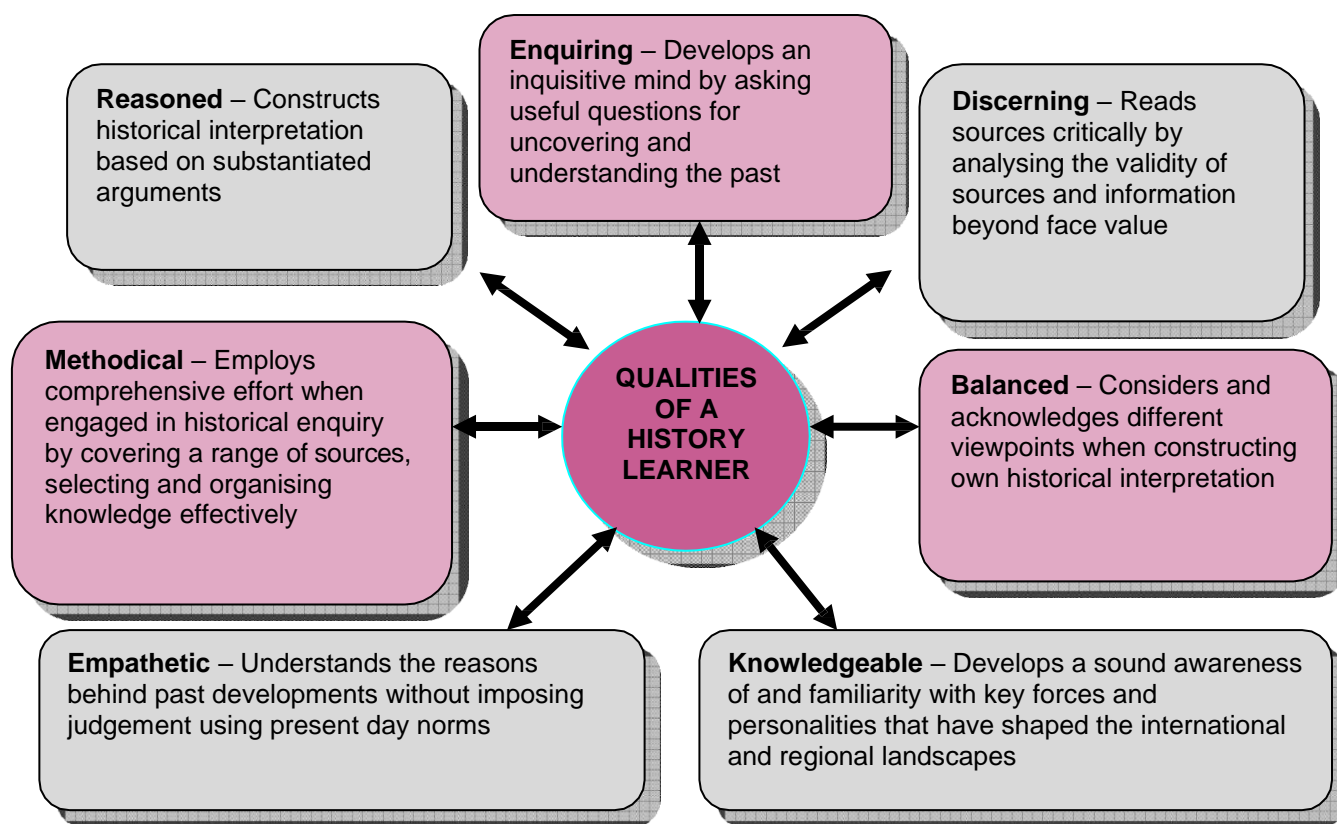 Enquiring – Develops an
inquisitive mind by asking
useful questions for
uncovering and
understanding the past
Reasoned – Constructs
historical interpretation
based on substantiated
arguments
Discerning – Reads
sources critically by
analysing the validity of
sources and information
beyond face value
Methodical – Employs
comprehensive effort when
engaged in historical enquiry
by covering a range of sources,
selecting and organising
knowledge effectively
QUALITIES
OF A
HISTORY
LEARNER
Balanced – Considers and
acknowledges different
viewpoints when constructing
own historical interpretation
Empathetic – Understands the reasons
behind past developments without imposing
judgement using present day norms
Knowledgeable – Develops a sound awareness
of and familiarity with key forces and
personalities that have shaped the international
and regional landscapes